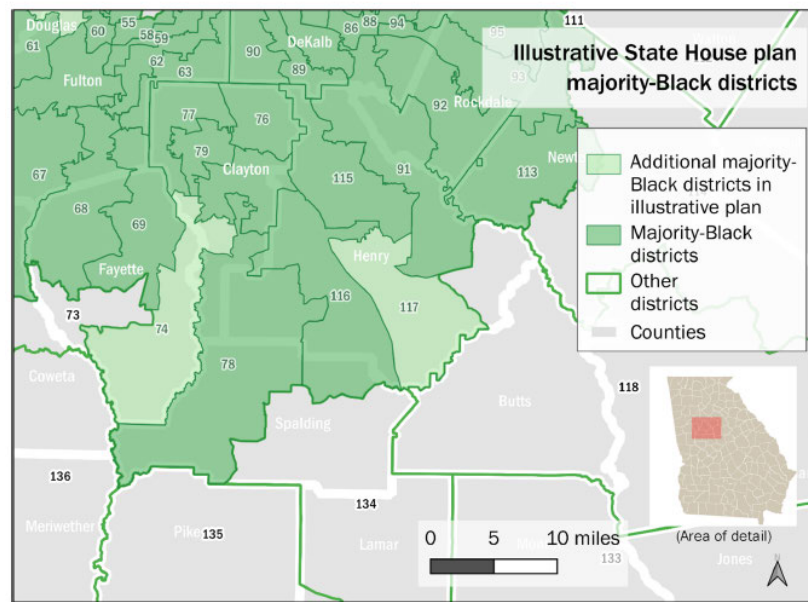 Illustrative State House plan
majority-Black districts
Additional majority-
Black districts in
illustrative plan
Majority-Black
districts
Other
districts
Counties
Douglas
60
55
58
59
61
62
63
Fulton
88
94
86
90
DeKalb
89
95
93
111
92
Rockdale
77
76
79
Clayton
91
115
113
67
68
69
Fayette
Henry
73
74
78
116
117
118
Coweta
Spalding
Butts
136
134
135
133
Meriwether
Pike
Lamar
Jones
0 5 10 miles
(Area of detail)
N